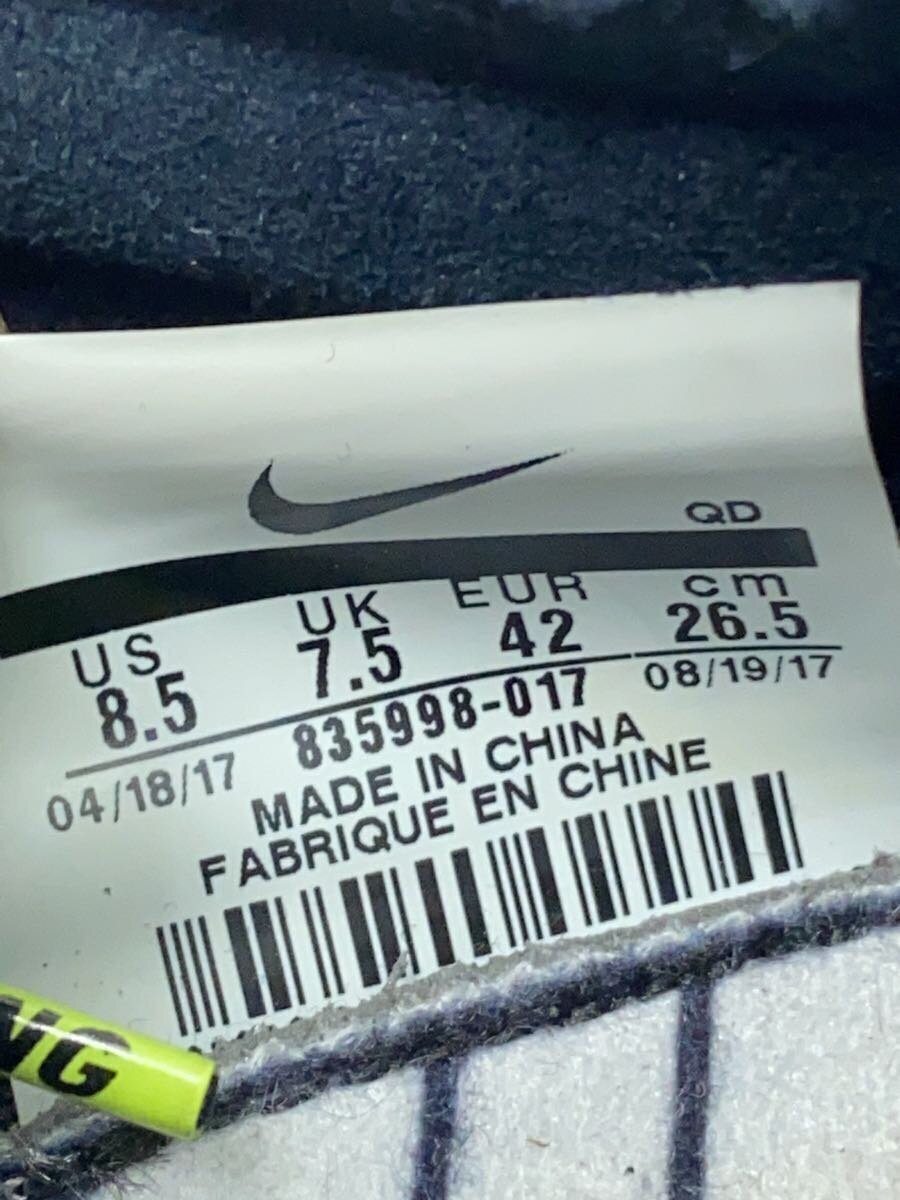 QD
US UK EUR cm
8.5 7.5 42 26.5
04/18/17 835998-017 08/19/17
MADE IN CHINA
FABRIQUE EN CHINE
NG